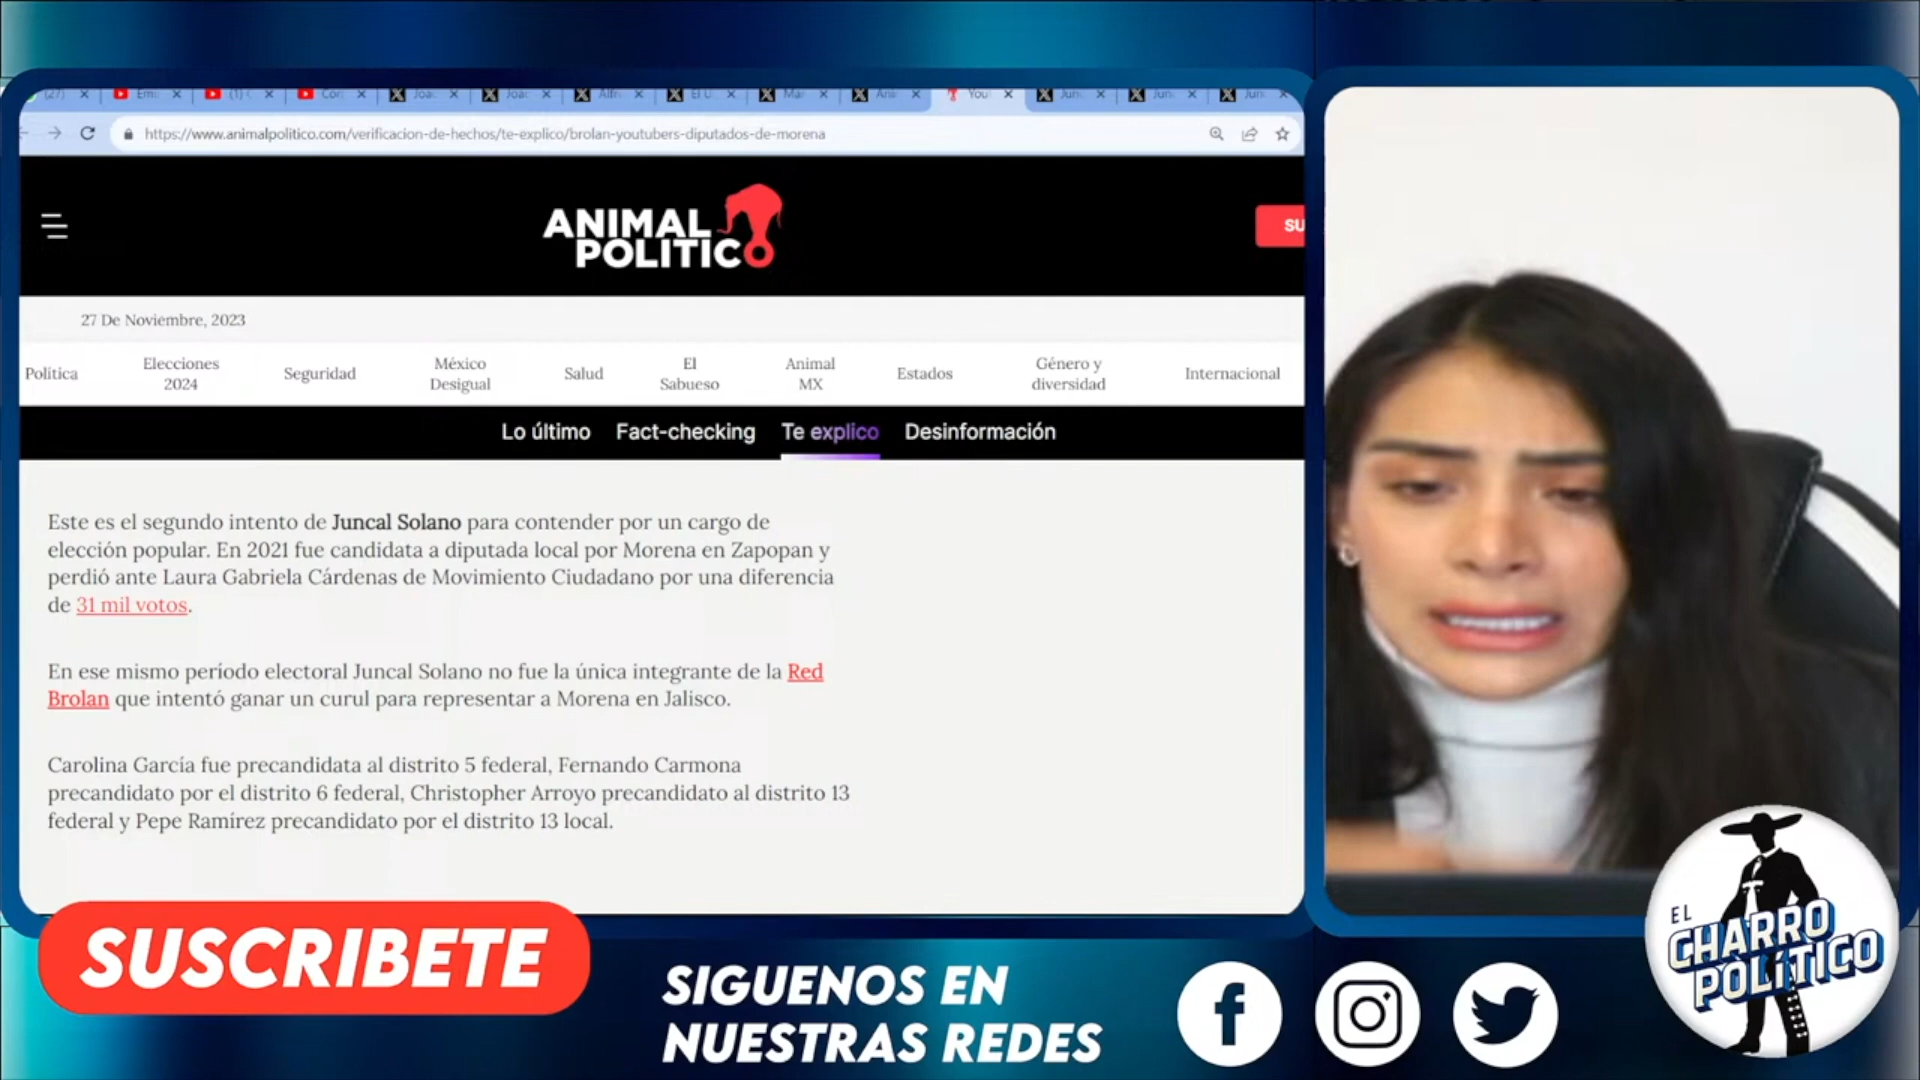 (27)
(1)
https://www.animalpolitico.com/verificacion-de-hechos/te-explico/brolan-youtubers-diputados-de-morena
ANIMAL
POLITICO
SU
27 De Noviembre, 2023
Política
Elecciones
2024
Seguridad
México
Desigual
Salud
El
Sabueso
Animal
MX
Estados
Género y
diversidad
Internacional
Lo último
Fact-checking
Te explico
Desinformación
Este es el segundo intento de Juncal Solano para contender por un cargo de
elección popular. En 2021 fue candidata a diputada local por Morena en Zapopan y
perdió ante Laura Gabriela Cárdenas de Movimiento Ciudadano por una diferencia
de 31 mil votos.
En ese mismo período electoral Juncal Solano no fue la única integrante de la Red
Brolan que intentó ganar un curul para representar a Morena en Jalisco.
Carolina García fue precandidata al distrito 5 federal, Fernando Carmona
precandidato por el distrito 6 federal, Christopher Arroyo precandidato al distrito 13
federal y Pepe Ramírez precandidato por el distrito 13 local.
SUSCRIBETE
SIGUENOS EN
NUESTRAS REDES
EL
CHARRO
POLÍTICO